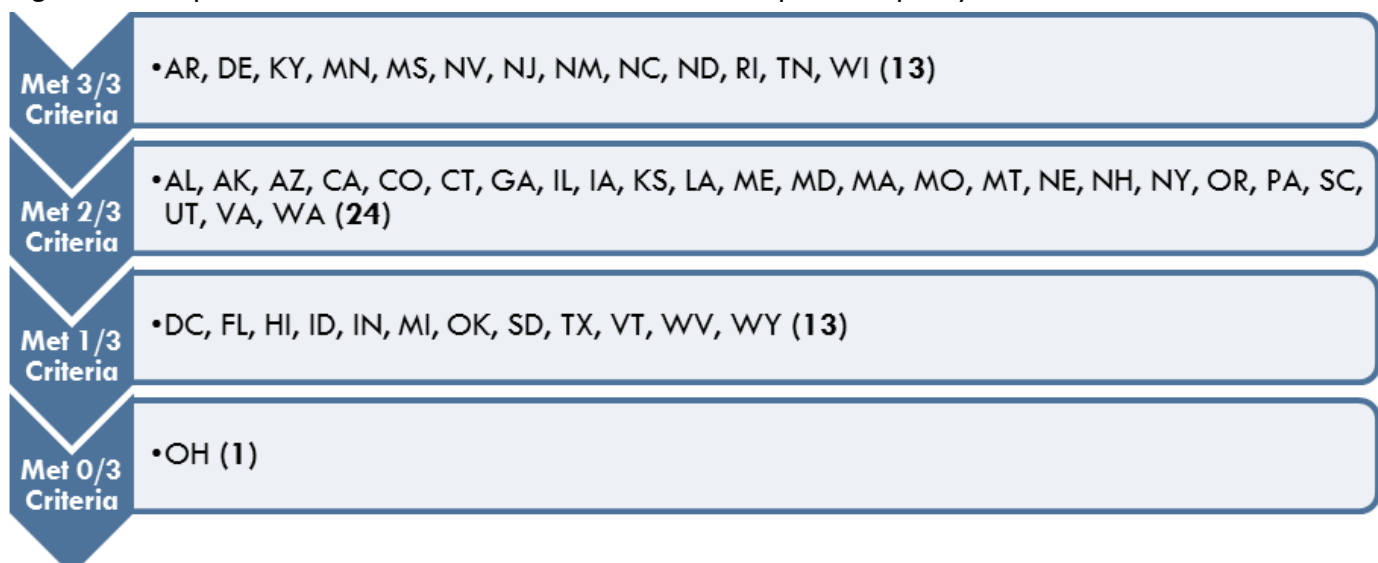 Met 3/3
Criteria
•AR, DE, KY, MN, MS, NV, NJ, NM, NC, ND, RI, TN, WI (13)
Met 2/3
Criteria
•AL, AK, AZ, CA, CO, CT, GA, IL, IA, KS, LA, ME, MD, MA, MO, MT, NE, NH, NY, OR, PA, SC,
UT, VA, WA (24)
Met 1/3
Criteria
•DC, FL, HI, ID, IN, MI, OK, SD, TX, VT, WV, WY (13)
Met 0/3
Criteria
•OH (1)